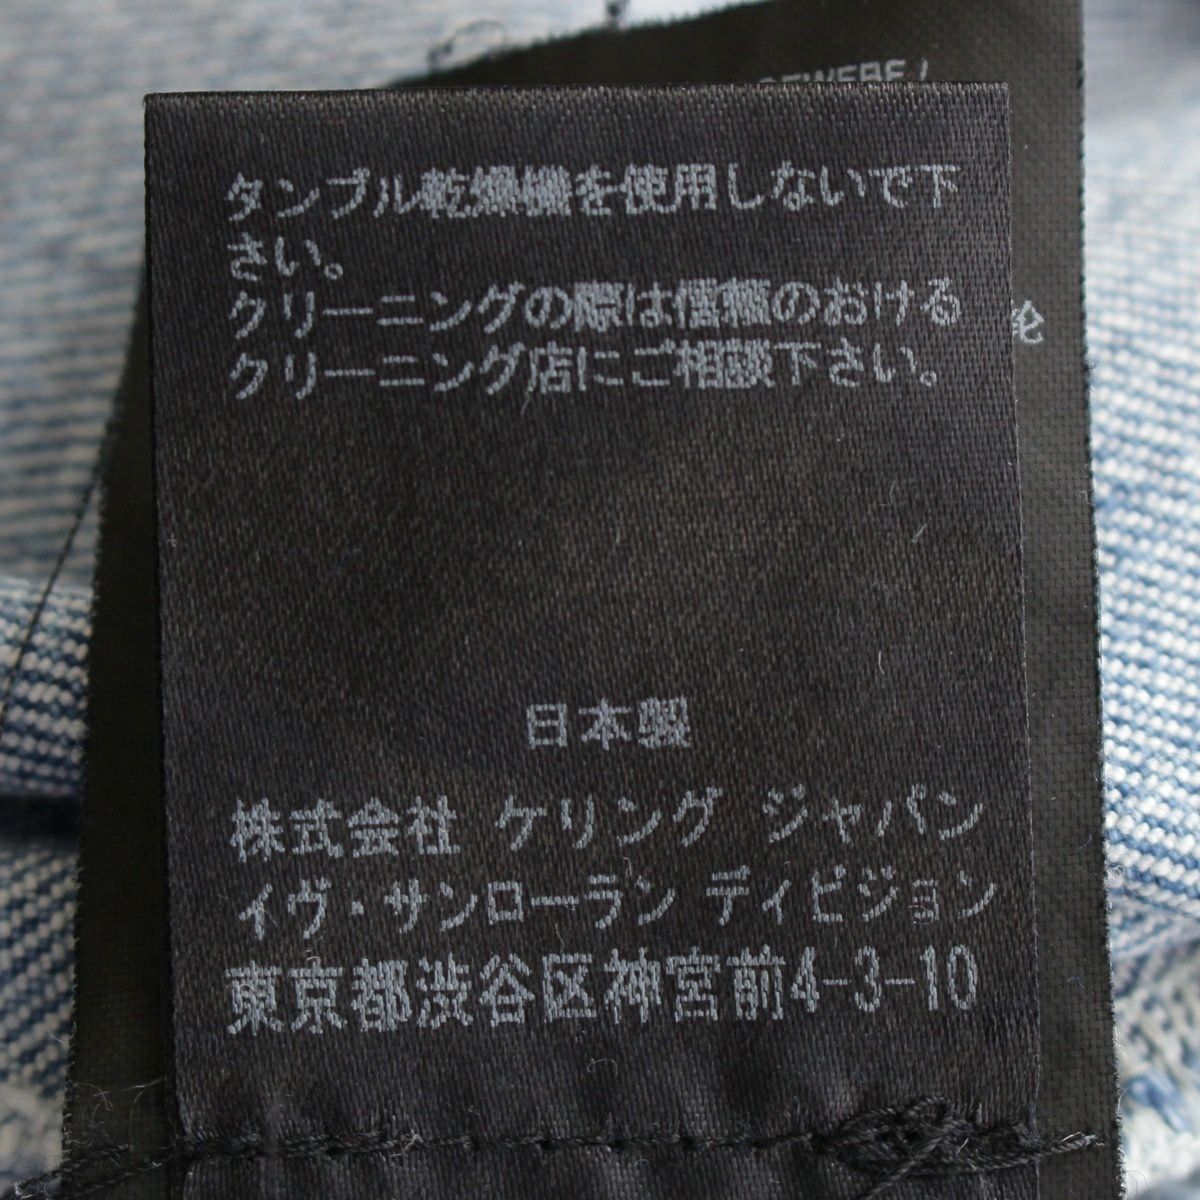 GEWEBE /
タンブル乾燥機を使用しないで下
さい。
クリーニングの際は信頼のおける
クリーニング店にご相談下さい。
纶
日本製
株式会社 ケリング ジャパン
イヴ・サンローラン ディビジョン
東京都渋谷区神宮前4-3-10